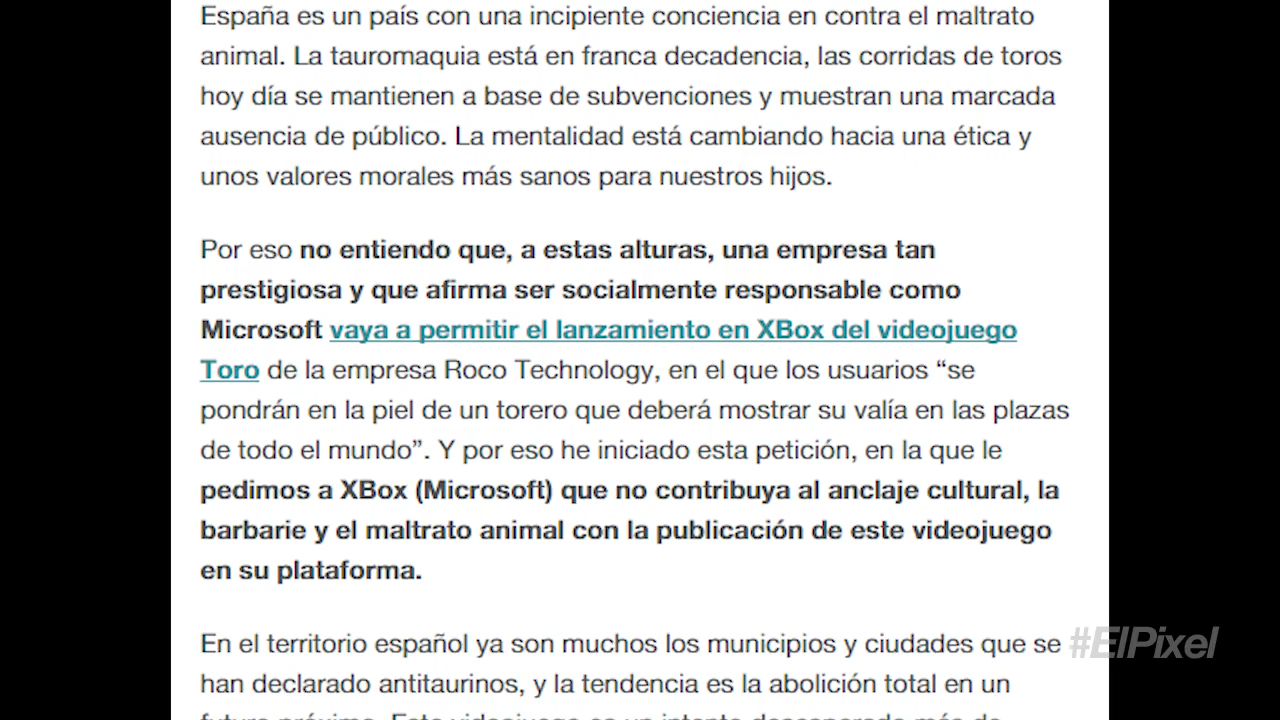 España es un país con una incipiente conciencia en contra el maltrato
animal. La tauromaquia está en franca decadencia, las corridas de toros
hoy día se mantienen a base de subvenciones y muestran una marcada
ausencia de público. La mentalidad está cambiando hacia una ética y
unos valores morales más sanos para nuestros hijos.
Por eso no entiendo que, a estas alturas, una empresa tan
prestigiosa y que afirma ser socialmente responsable como
Microsoft vaya a permitir el lanzamiento en XBox del videojuego
Toro de la empresa Roco Technology, en el que los usuarios “se
pondrán en la piel de un torero que deberá mostrar su valía en las plazas
de todo el mundo”. Y por eso he iniciado esta petición, en la que le
pedimos a XBox (Microsoft) que no contribuya al anclaje cultural, la
barbarie y el maltrato animal con la publicación de este videojuego
en su plataforma.
En el territorio español ya son muchos los municipios y ciudades que se
#ElPixel
han declarado antitaurinos, y la tendencia es la abolición total en un